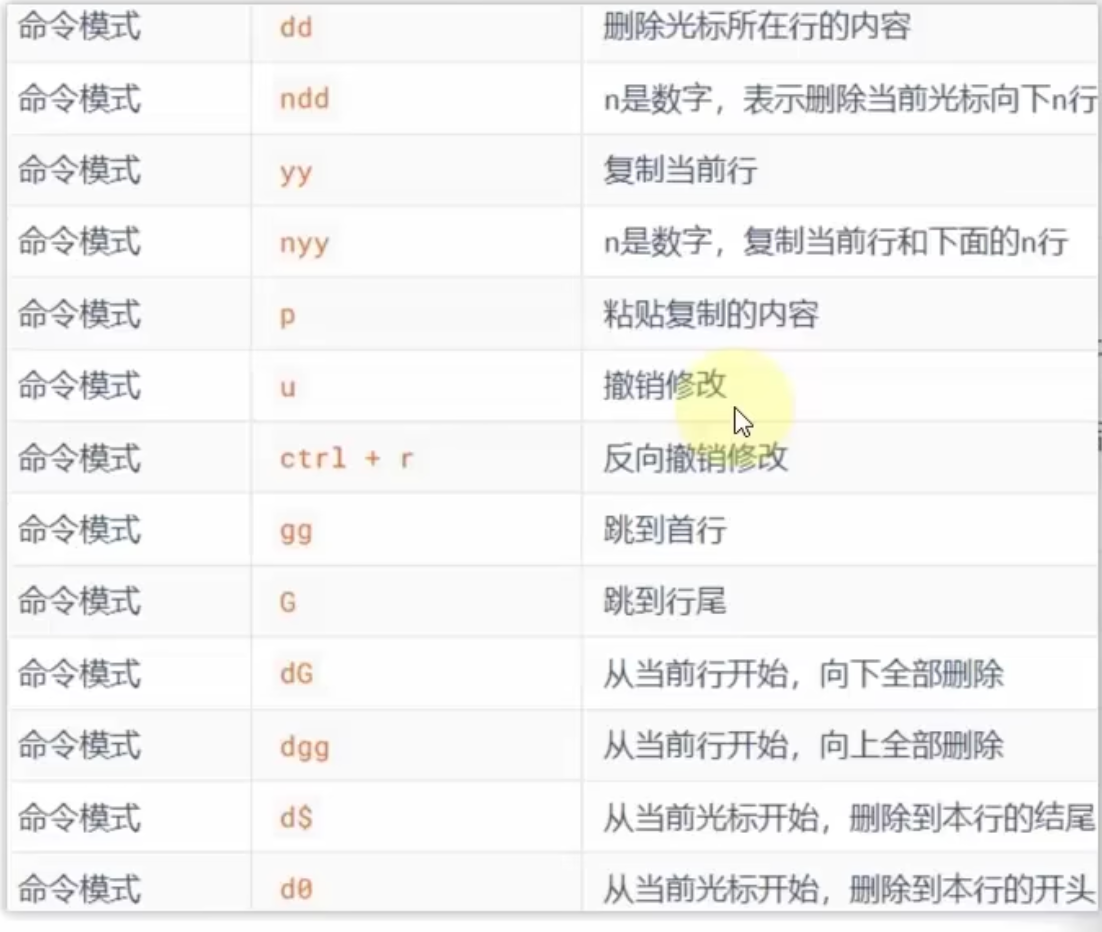 命令模式 dd 删除光标所在行的内容
命令模式 ndd n是数字，表示删除当前光标向下n行
命令模式 yy 复制当前行
命令模式 nyy n是数字，复制当前行和下面的n行
命令模式 p 粘贴复制的内容
命令模式 u 撤销修改
命令模式 ctrl + r 反向撤销修改
命令模式 gg 跳到首行
命令模式 G 跳到行尾
命令模式 dG 从当前行开始，向下全部删除
命令模式 dgg 从当前行开始，向上全部删除
命令模式 d$ 从当前光标开始，删除到本行的结尾
命令模式 d0 从当前光标开始，删除到本行的开头